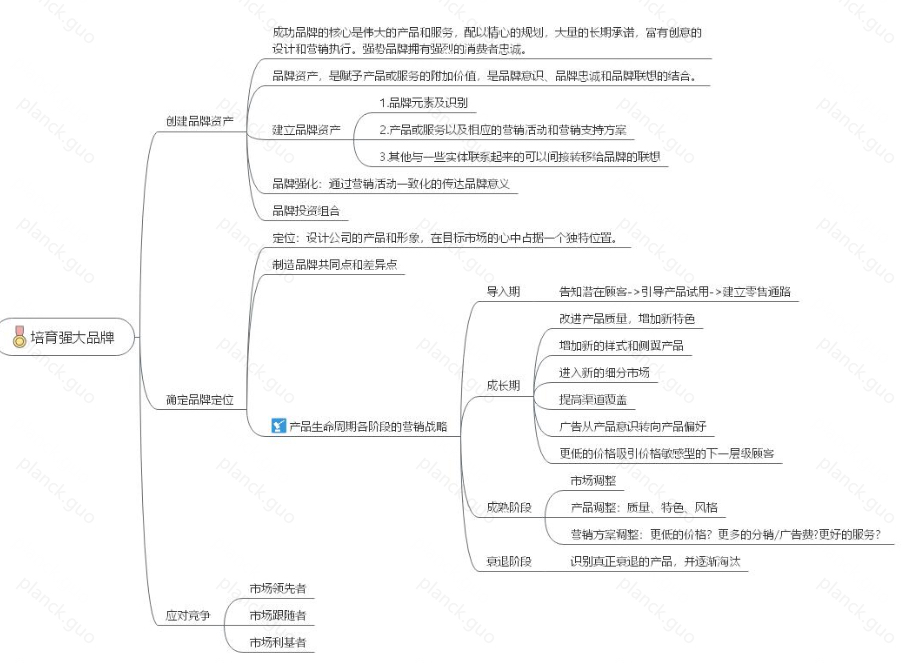 成功品牌的核心是伟大的产品和服务，配以精心的规划，大量的长期承诺，富有创意的
设计和营销执行。强势品牌拥有强烈的消费者忠诚。
品牌资产，是赋予产品或服务的附加价值，是品牌意识、品牌忠诚和品牌联想的结合。
创建品牌资产
建立品牌资产
1.品牌元素及识别
2.产品或服务以及相应的营销活动和营销支持方案
3.其他与一些实体联系起来的可以间接转移给品牌的联想
品牌强化：通过营销活动一致化的传达品牌意义
品牌投资组合
培育强大品牌
确定品牌定位
定位：设计公司的产品和形象，在目标市场的心中占据一个独特位置。
制造品牌共同点和差异点
产品生命周期各阶段的营销战略
导入期
告知潜在顾客->引导产品试用->建立零售通路
成长期
改进产品质量，增加新特色
增加新的样式和侧翼产品
进入新的细分市场
提高渠道覆盖
广告从产品意识转向产品偏好
更低的价格吸引价格敏感型的下一层级顾客
成熟阶段
市场调整
产品调整：质量、特色、风格
营销方案调整：更低的价格？更多的分销/广告费?更好的服务？
衰退阶段
识别真正衰退的产品，并逐渐淘汰
应对竞争
市场领先者
市场跟随者
市场利基者
planck.guo